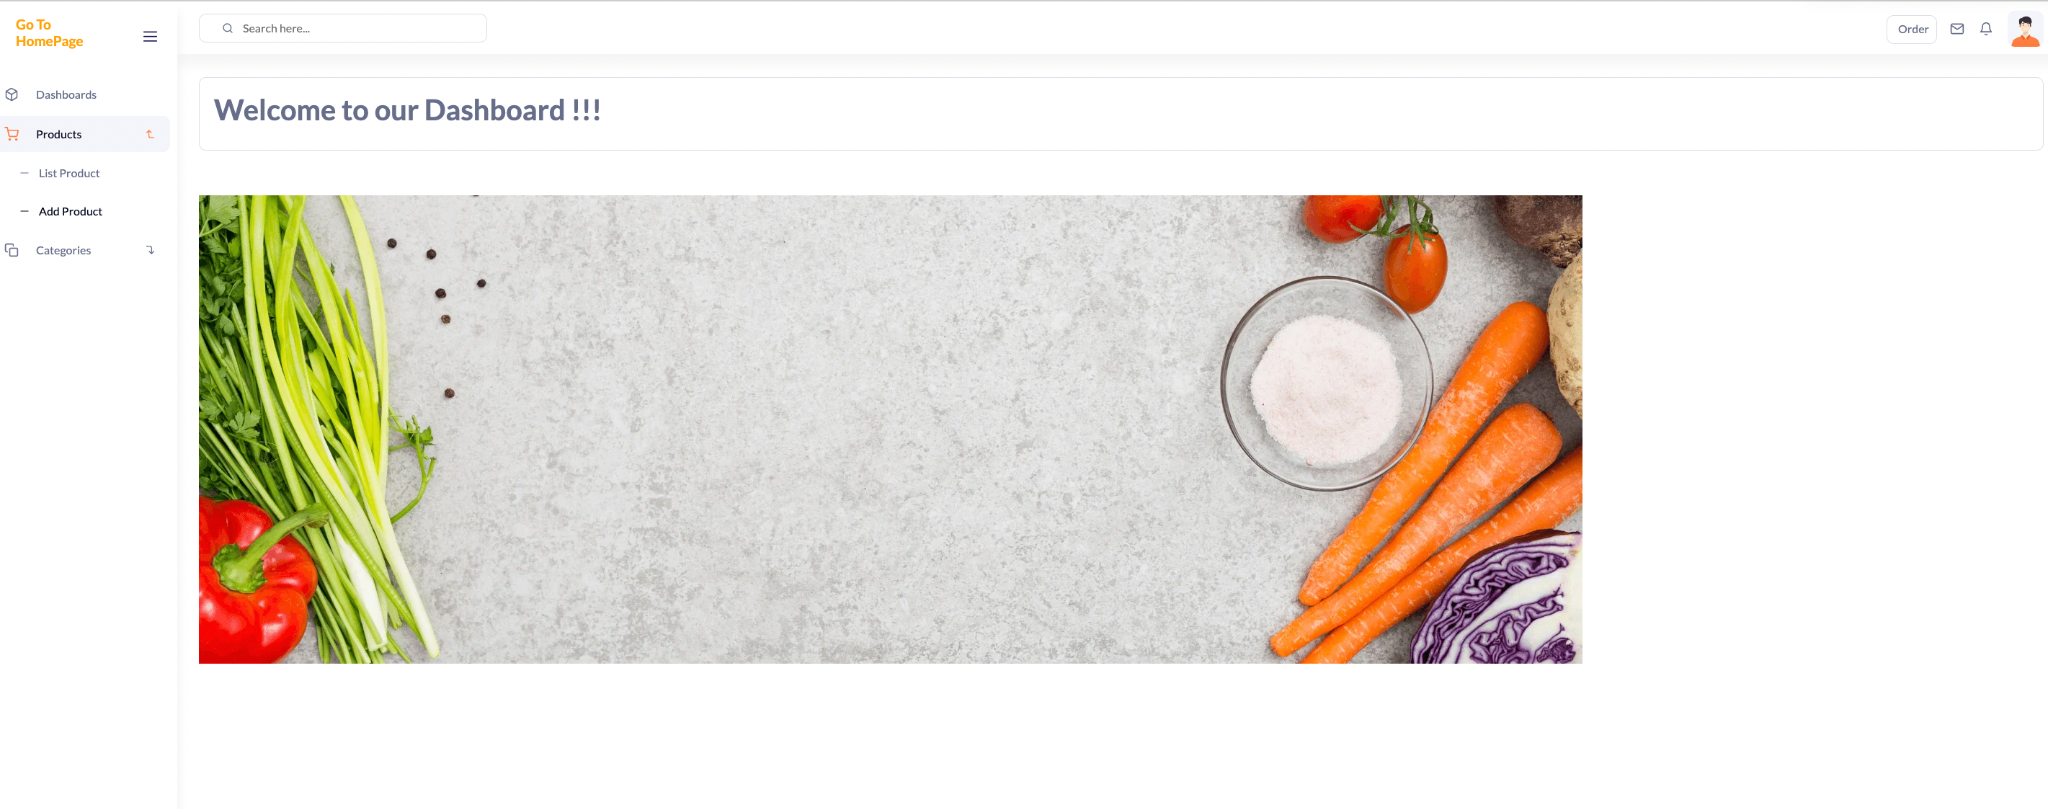 Go To
HomePage
Search here...
Order
Dashboards
Products
List Product
Add Product
Categories
Welcome to our Dashboard !!!